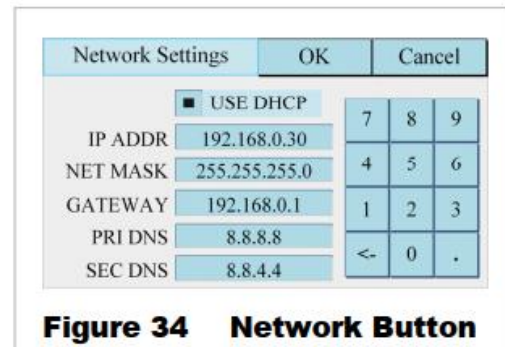 Network Settings OK Cancel
USE DHCP
IP ADDR 192.168.0.30
NET MASK 255.255.255.0
GATEWAY 192.168.0.1
PRI DNS 8.8.8.8
SEC DNS 8.8.4.4
7 8 9
4 5 6
1 2 3
<- 0 .
Figure 34 Network Button